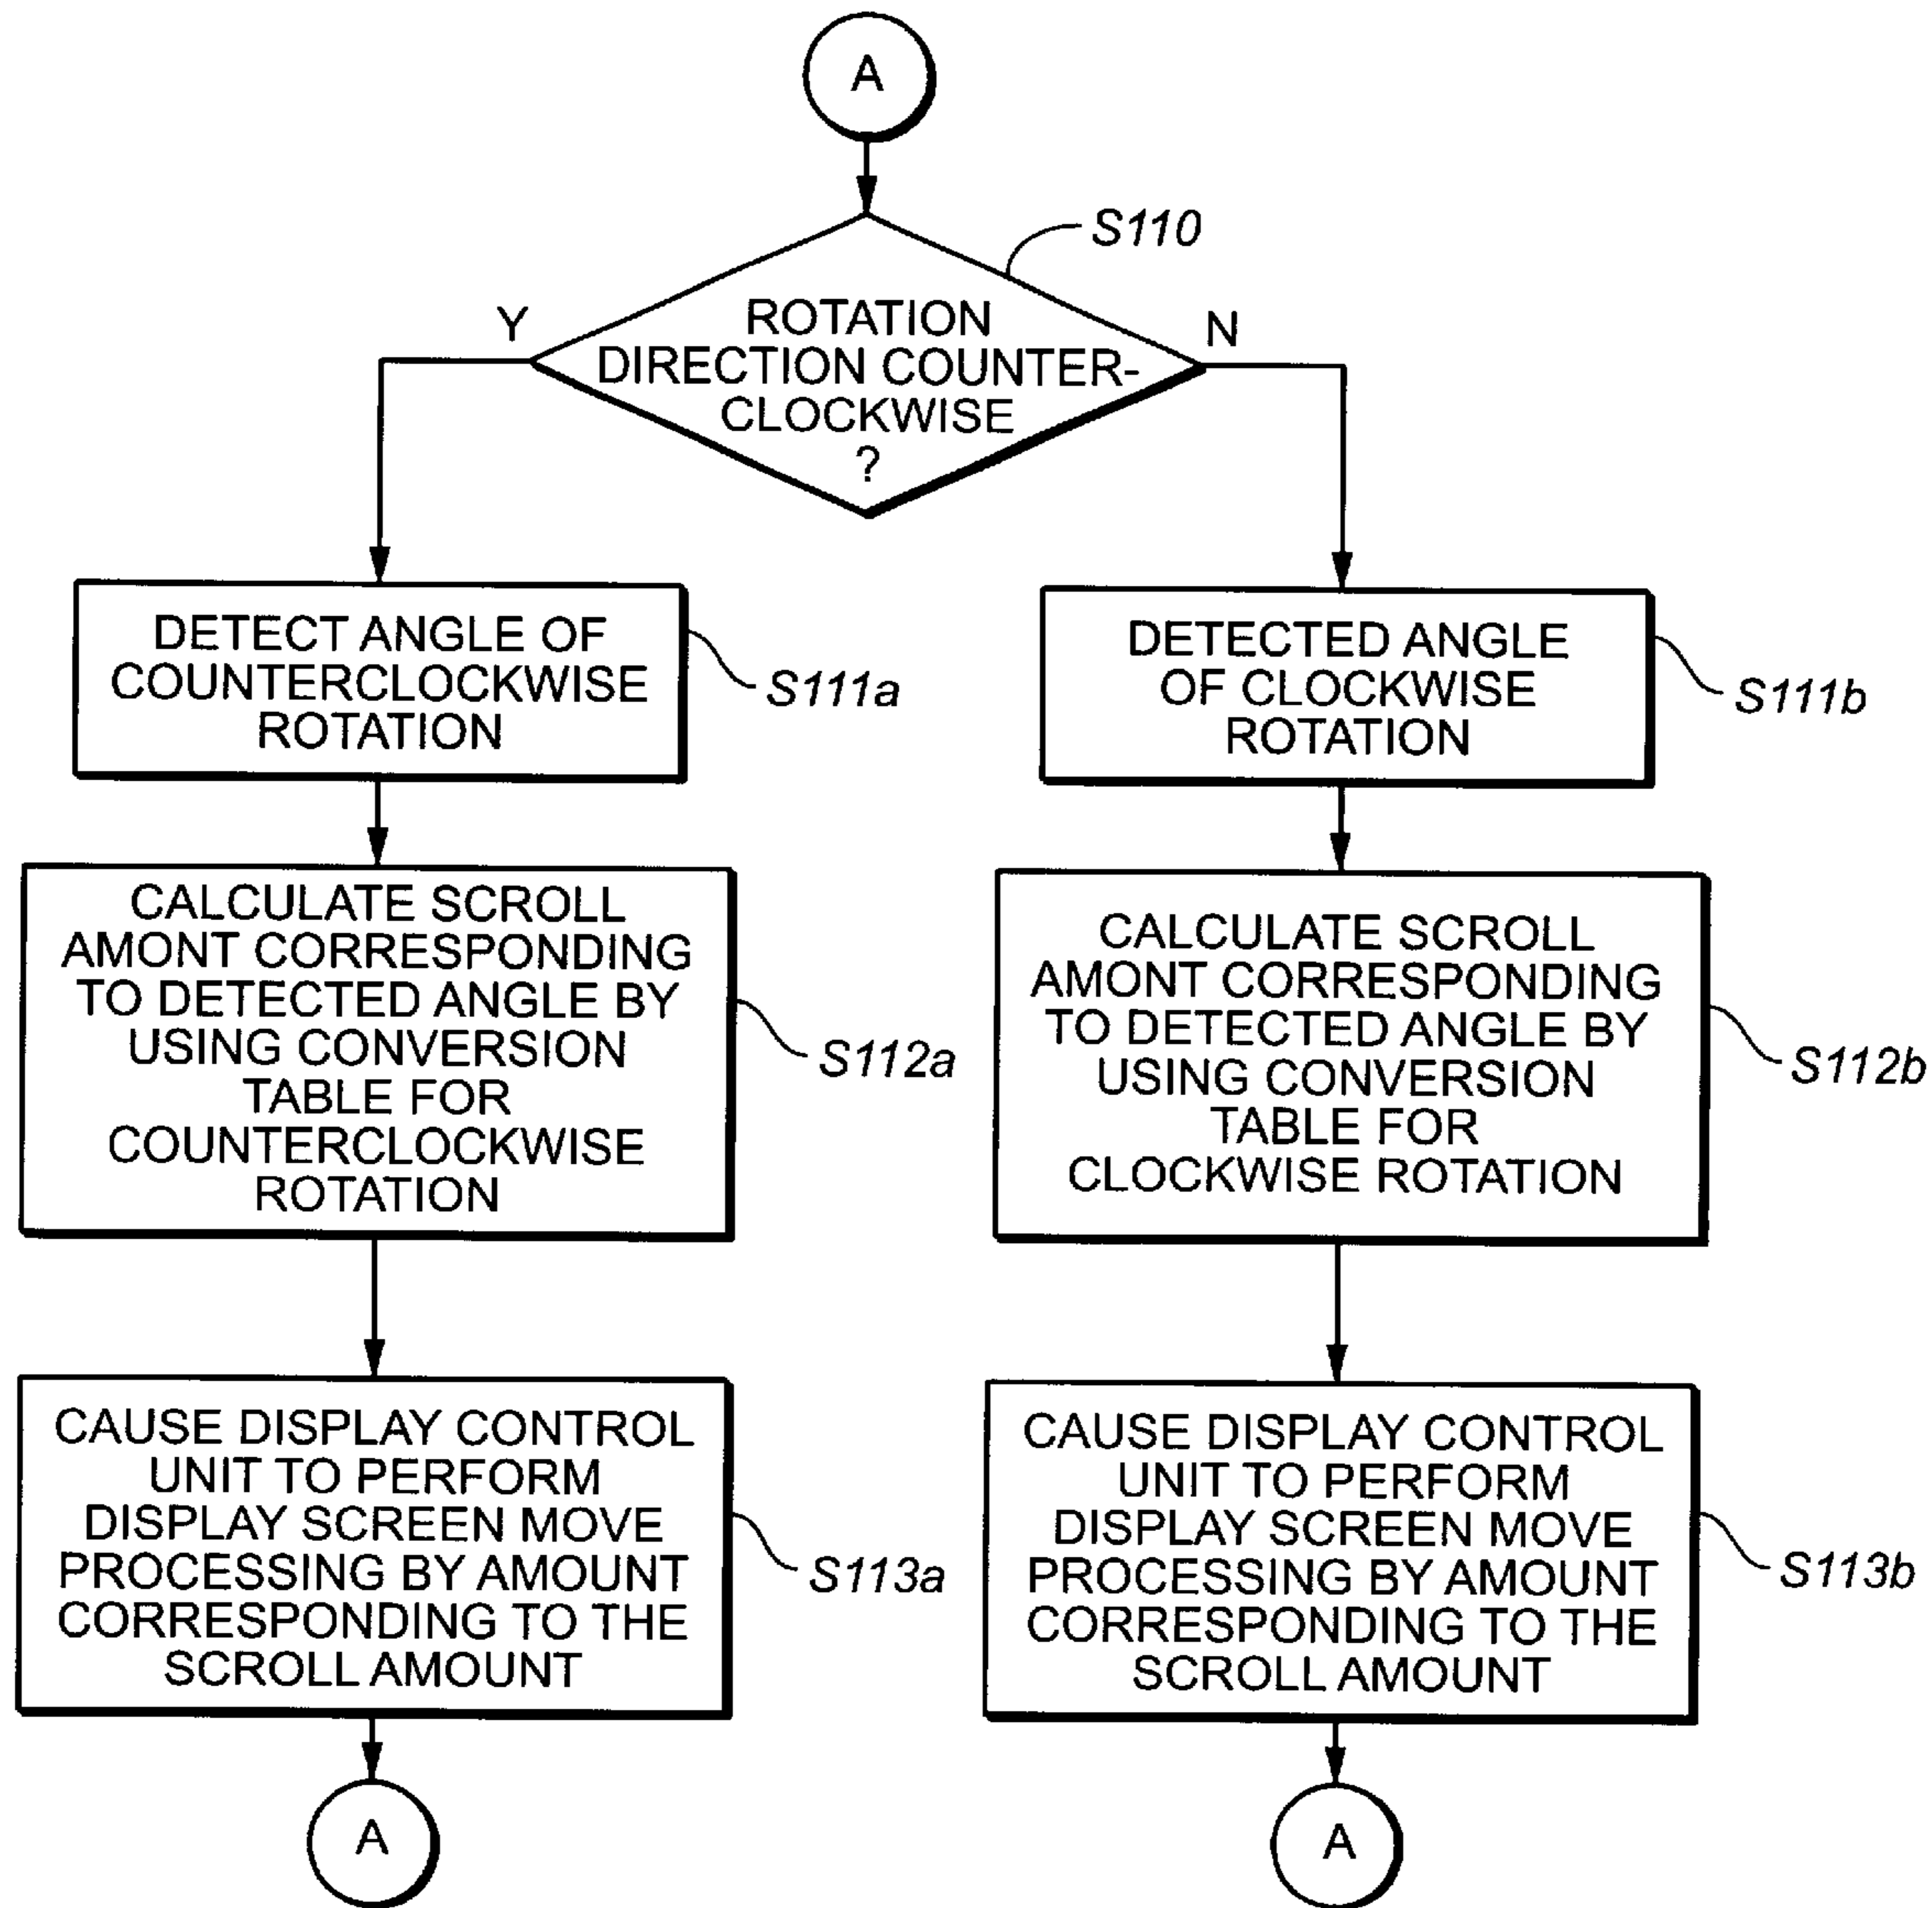 A
S110
Y
N
ROTATION
DIRECTION COUNTER-
CLOCKWISE
?
DETECT ANGLE OF
COUNTERCLOCKWISE
ROTATION
S111a
DETECTED ANGLE
OF CLOCKWISE
ROTATION
S111b
CALCULATE SCROLL
AMONT CORRESPONDING
TO DETECTED ANGLE BY
USING CONVERSION
TABLE FOR
COUNTERCLOCKWISE
ROTATION
S112a
CALCULATE SCROLL
AMONT CORRESPONDING
TO DETECTED ANGLE BY
USING CONVERSION
TABLE FOR
CLOCKWISE ROTATION
S112b
CAUSE DISPLAY CONTROL
UNIT TO PERFORM
DISPLAY SCREEN MOVE
PROCESSING BY AMOUNT
CORRESPONDING TO THE
SCROLL AMOUNT
S113a
CAUSE DISPLAY CONTROL
UNIT TO PERFORM
DISPLAY SCREEN MOVE
PROCESSING BY AMOUNT
CORRESPONDING TO THE
SCROLL AMOUNT
S113b
A
A